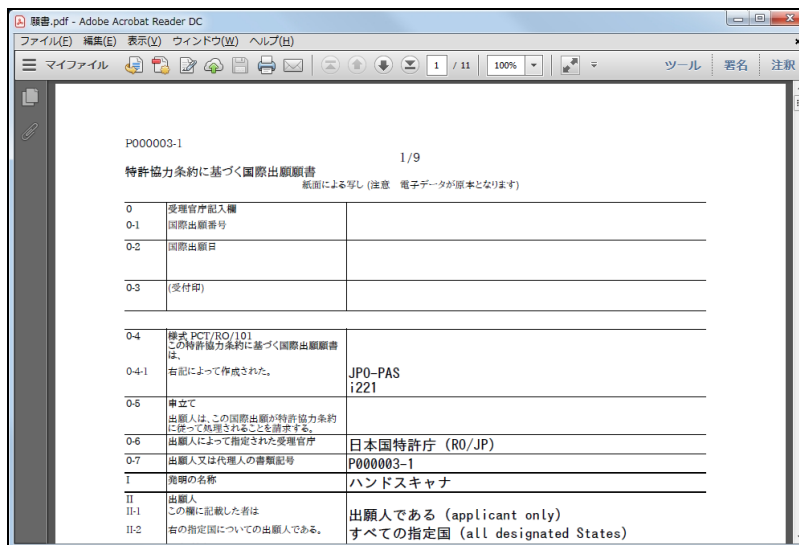 願書.pdf - Adobe Acrobat Reader DC
ファイル(F) 編集(E) 表示(V) ウィンドウ(W) ヘルプ(H)
マイファイル 1 / 11 100% ツール 署名 注釈
P000003-1
1/9
特許協力条約に基づく国際出願願書
紙面による写し (注意 電子データが原本となります)
0 受理官庁記入欄
0-1 国際出願番号
0-2 国際出願日
0-3 (受付印)
0-4 様式 PCT/RO/101
この特許協力条約に基づく国際出願願書
は、
0-4-1 右記によって作成された。 JPO-PAS
i221
0-5 申立て
出願人は、この国際出願が特許協力条約
に従って処理されることを請求する。
0-6 出願人によって指定された受理官庁 日本国特許庁 (RO/JP)
0-7 出願人又は代理人の書類記号 P000003-1
I 発明の名称 ハンドスキャナ
II 出願人
II-1 この欄に記載した者は 出願人である (applicant only)
II-2 右の指定国についての出願人である。 すべての指定国 (all designated States)